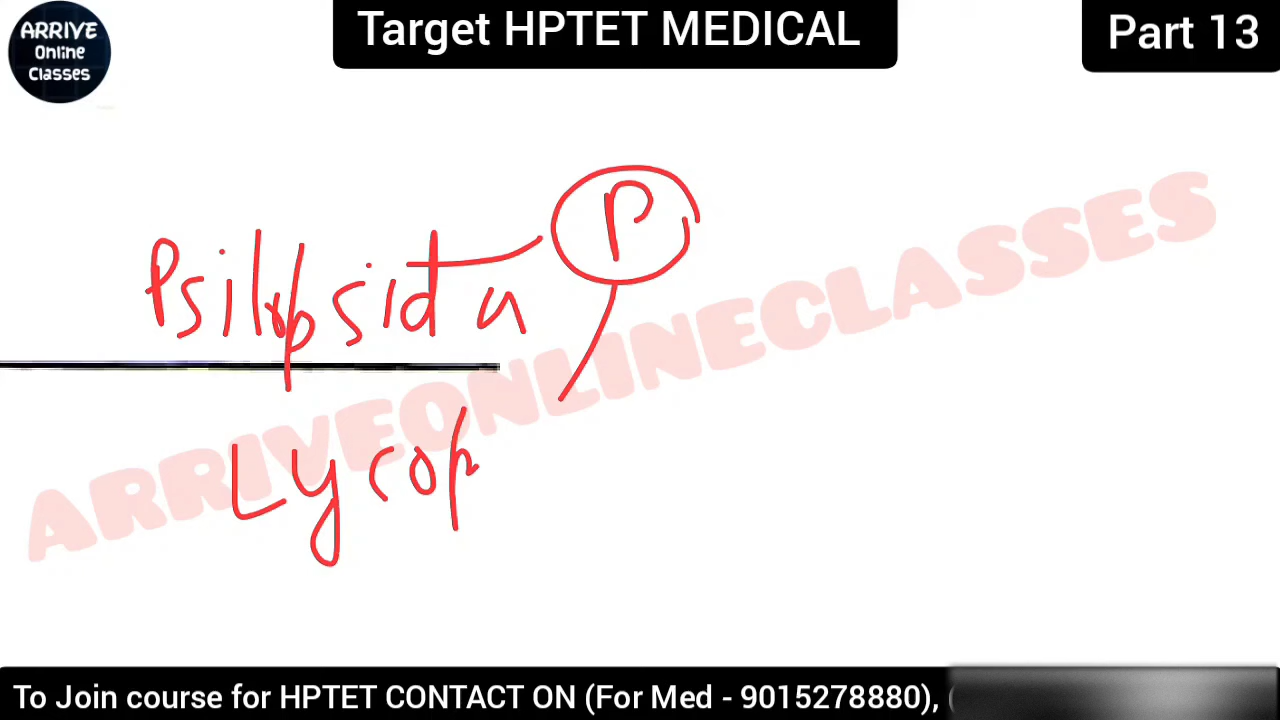 ARRIVE
Online
Classes
Target HPTET MEDICAL
Part 13
P
Psilopsida
Lycop
ARRIVEONLINECLASSES
To Join course for HPTET CONTACT ON (For Med - 9015278880), (